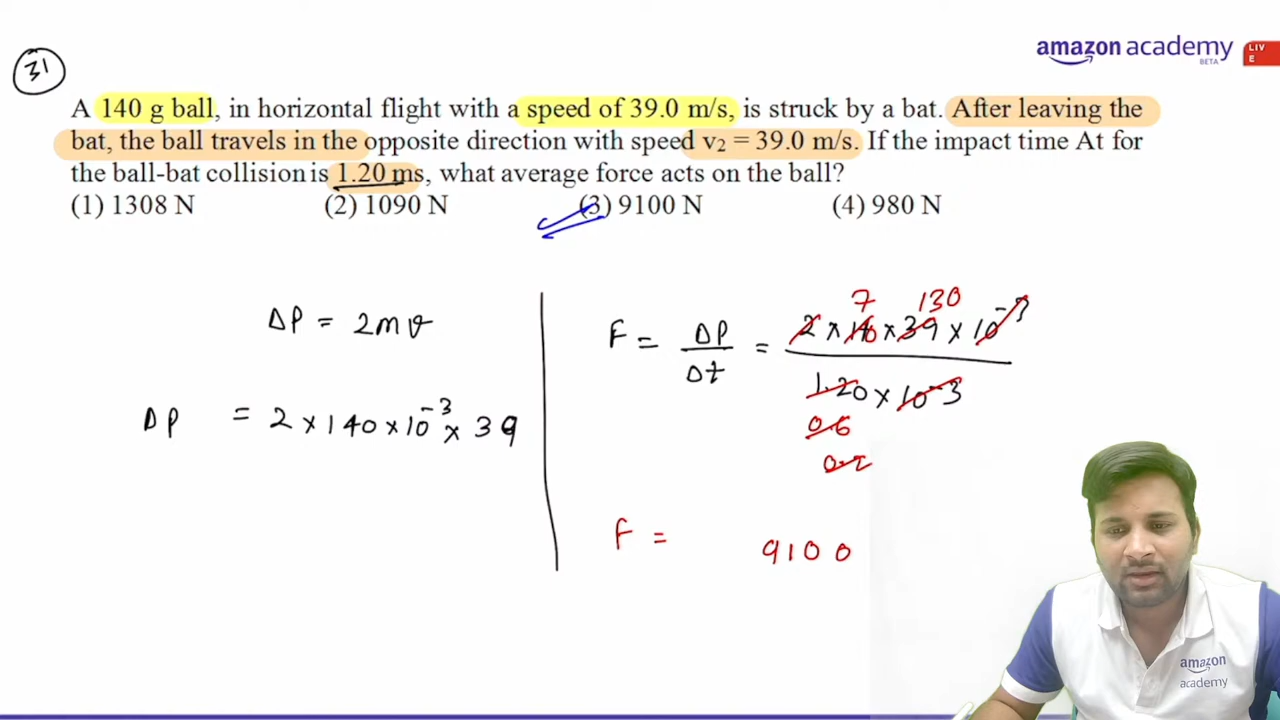 31
amazon academy
BETA
LIV
E
A 140 g ball, in horizontal flight with a speed of 39.0 m/s, is struck by a bat. After leaving the
bat, the ball travels in the opposite direction with speed v₂ = 39.0 m/s. If the impact time At for
the ball-bat collision is 1.20 ms, what average force acts on the ball?
(1) 1308 N (2) 1090 N (3) 9100 N (4) 980 N
ΔP = 2mv
Δp = 2 × 140 × 10⁻³ × 39
7 130
F = ΔP / Δt = 2 × 140 × 39 × 10⁻³
1.20 × 10⁻³
0.6
F = 9100
amazon
academy